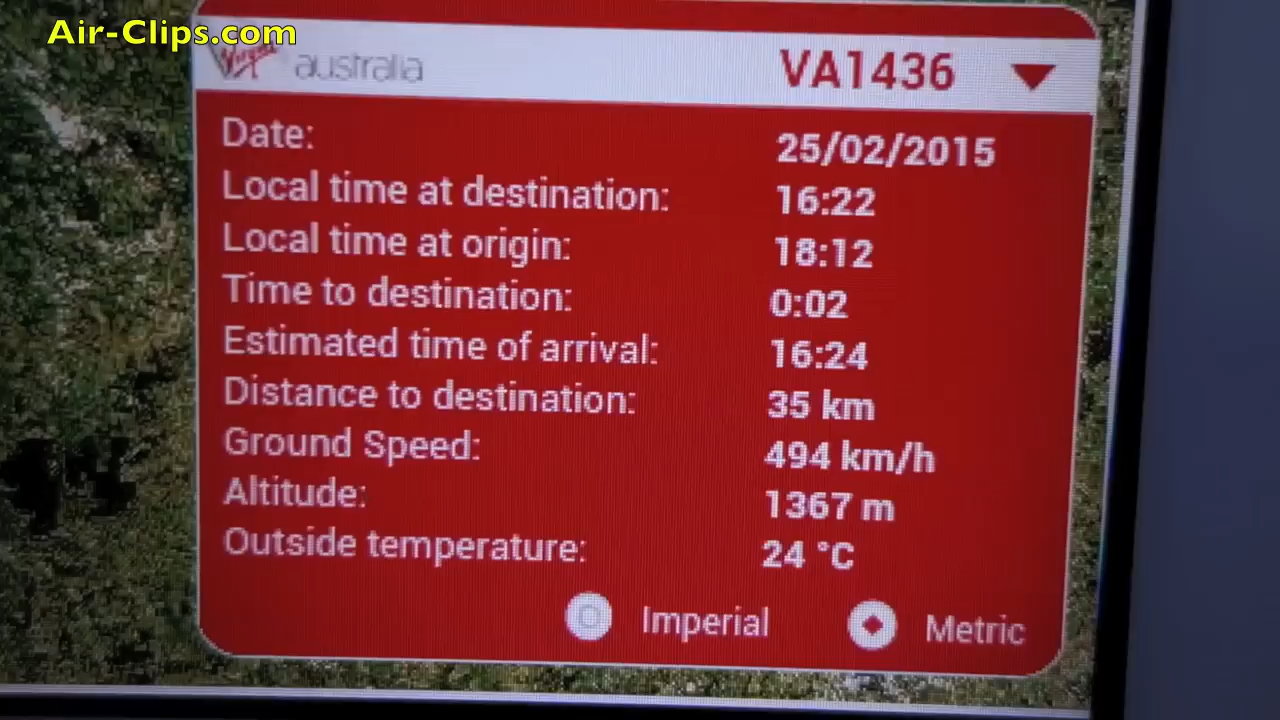 Air-Clips.com
Virgin australia VA1436
Date: 25/02/2015
Local time at destination: 16:22
Local time at origin: 18:12
Time to destination: 0:02
Estimated time of arrival: 16:24
Distance to destination: 35 km
Ground Speed: 494 km/h
Altitude: 1367 m
Outside temperature: 24 °C
Imperial Metric